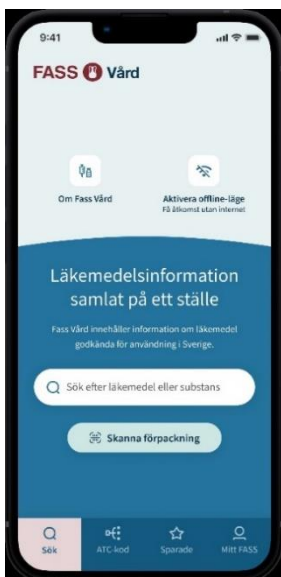 9:41
FASS Vård
Om Fass Vård
Aktivera offline-läge
Få åtkomst utan internet
Läkemedelsinformation
samlat på ett ställe
Fass Vård innehåller information om läkemedel
godkända för användning i Sverige.
Sök efter läkemedel eller substans
Skanna förpackning
Sök ATC-kod Sparade Mitt FASS